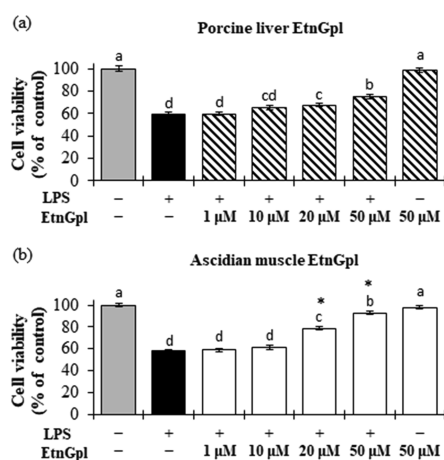 (a)
Porcine liver EtnGpl
Cell viability
(% of control)
100
80
60
40
20
0
a d d cd c b a
LPS – + + + + + –
EtnGpl – – 1 μM 10 μM 20 μM 50 μM 50 μM
(b)
Ascidian muscle EtnGpl
Cell viability
(% of control)
100
80
60
40
20
0
* *
a d d d c b a
LPS – + + + + + –
EtnGpl – – 1 μM 10 μM 20 μM 50 μM 50 μM